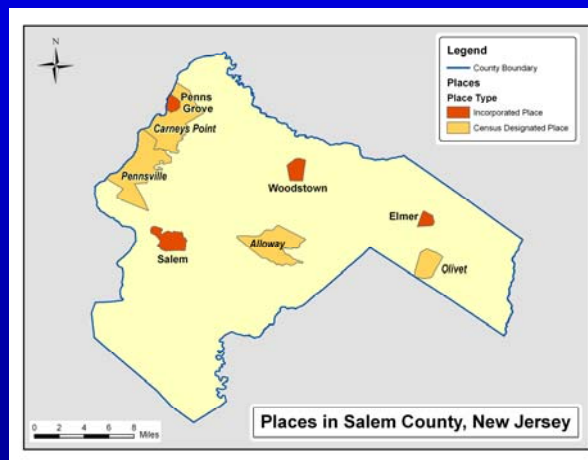 N
Legend
County Boundary
Places
Place Type
Incorporated Place
Census Designated Place
Penns
Grove
Carneys Point
Pennsville
Woodstown
Elmer
Salem
Alloway
Olivet
0 2 4 6 8
Miles
Places in Salem County, New Jersey